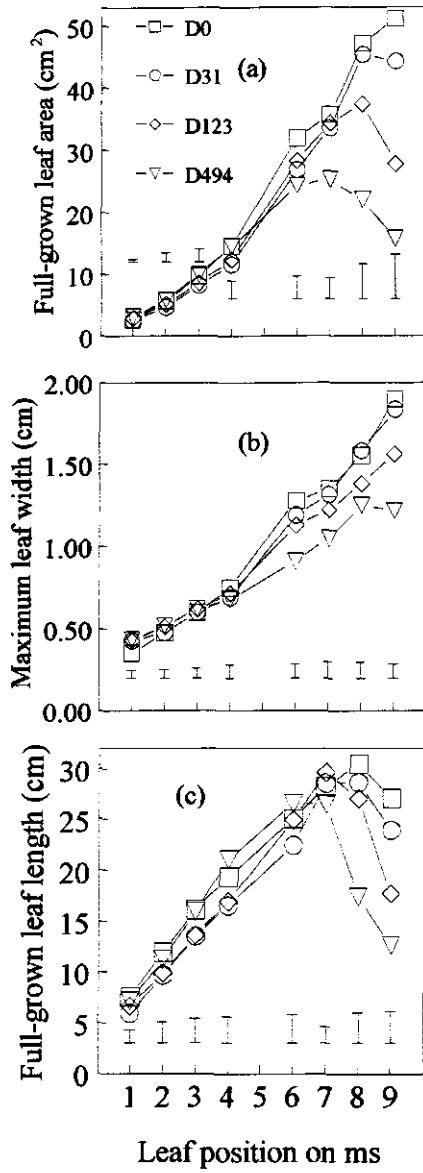 50
40
30
20
10
0
Full-grown leaf area (cm²)
D0
D31
D123
D494
(a)
2.00
1.50
1.00
0.50
0.00
Maximum leaf width (cm)
(b)
30
25
20
15
10
5
0
Full-grown leaf length (cm)
(c)
1 2 3 4 5 6 7 8 9
Leaf position on ms